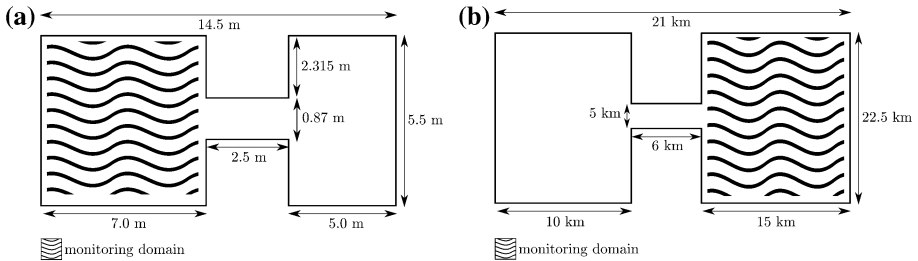 (a)
14.5 m
2.315 m
0.87 m
5.5 m
2.5 m
7.0 m
5.0 m
monitoring domain
(b)
21 km
5 km
22.5 km
6 km
10 km
15 km
monitoring domain